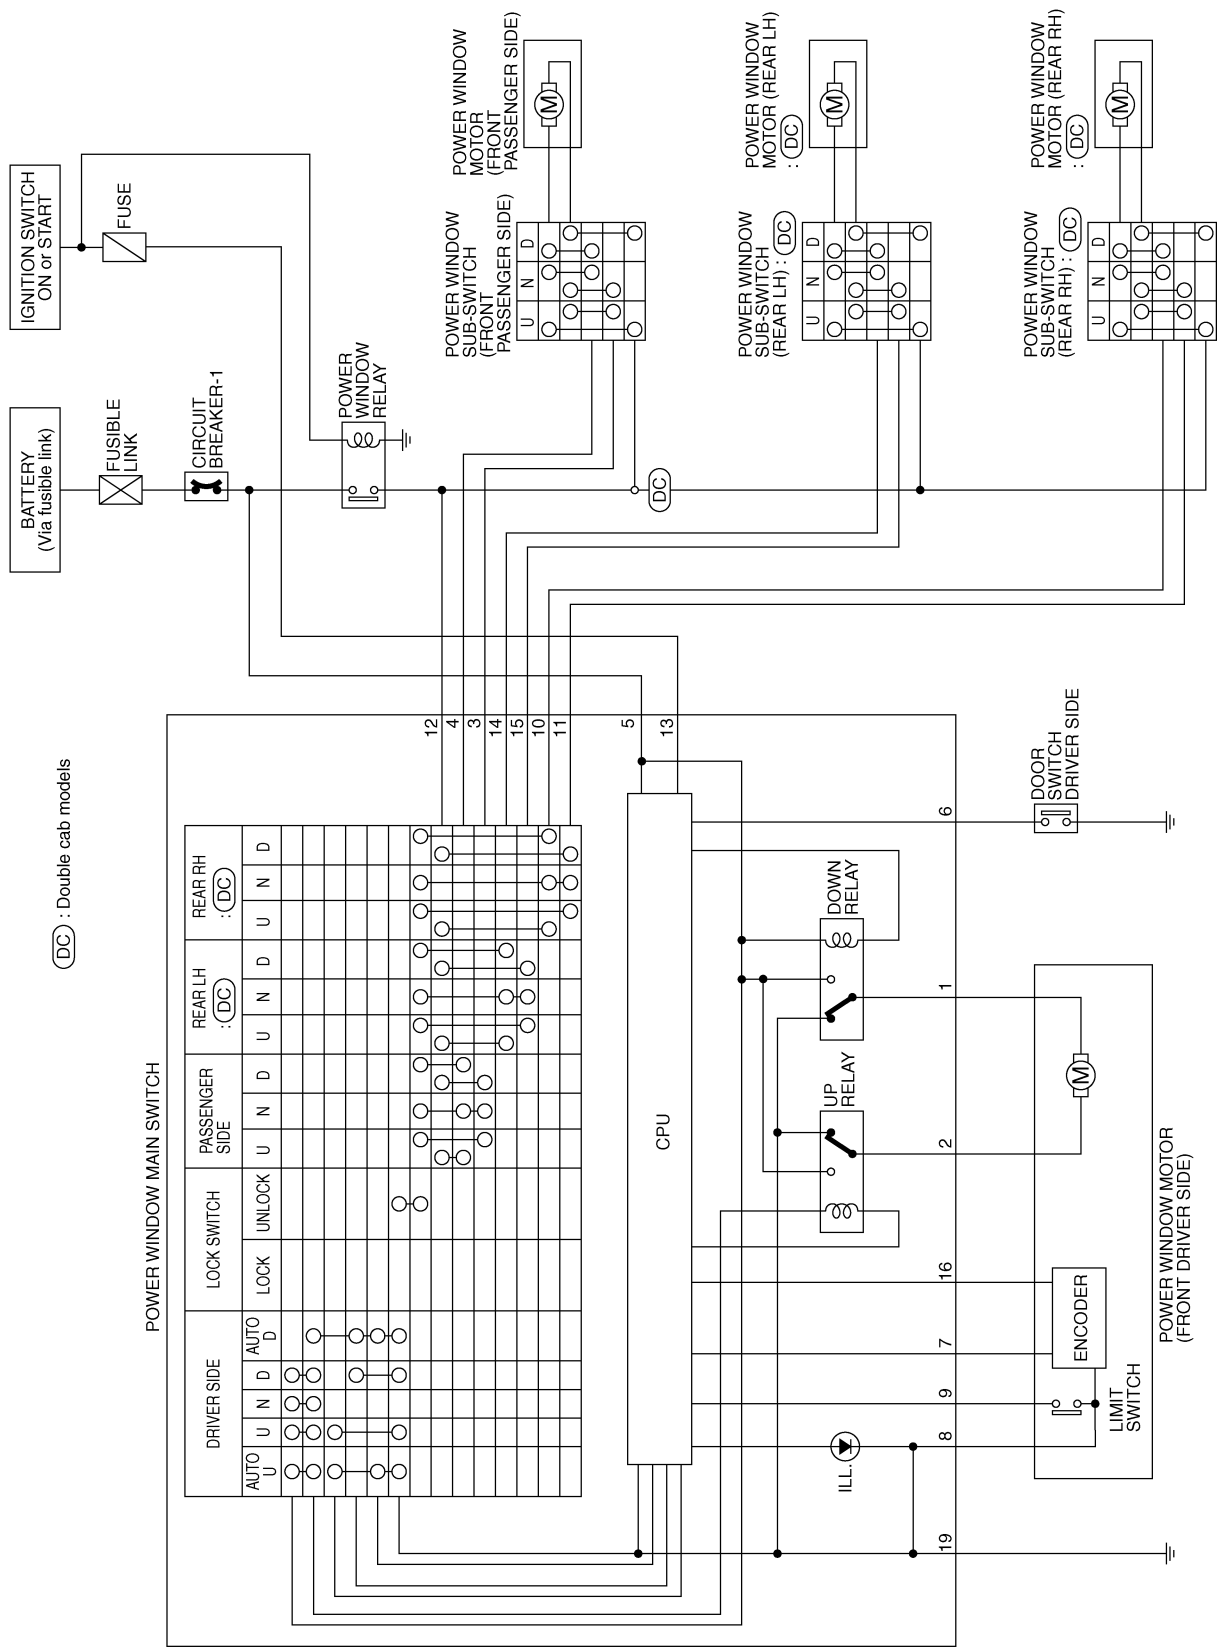 IGNITION SWITCH
ON or START
FUSE
BATTERY
(Via fusible link)
FUSIBLE
LINK
CIRCUIT
BREAKER-1
POWER
WINDOW
RELAY
POWER WINDOW
MOTOR
(FRONT
PASSENGER SIDE)
M
POWER WINDOW
SUB-SWITCH
(FRONT
PASSENGER SIDE)
U N D
POWER WINDOW
MOTOR (REAR LH)
: DC
M
POWER WINDOW
SUB-SWITCH
(REAR LH) : DC
U N D
POWER WINDOW
MOTOR (REAR RH)
: DC
M
POWER WINDOW
SUB-SWITCH
(REAR RH) : DC
U N D
DC
DC : Double cab models
POWER WINDOW MAIN SWITCH
DRIVER SIDE
AUTO
U
U
N
D
AUTO
D
LOCK SWITCH
LOCK
UNLOCK
PASSENGER
SIDE
U N D
REAR LH
: DC
U N D
REAR RH
: DC
U N D
12
4
3
14
15
10
11
5
13
CPU
ILL.
UP
RELAY
DOWN
RELAY
19
8
9
7
16
2
1
6
DOOR
SWITCH
DRIVER SIDE
LIMIT
SWITCH
ENCODER
M
POWER WINDOW MOTOR
(FRONT DRIVER SIDE)